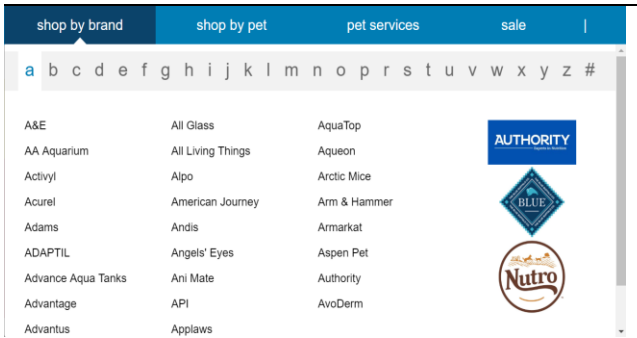 shop by brand shop by pet pet services sale |
a b c d e f g h i j k l m n o p r s t u v w x y z #
A&E
AA Aquarium
Activyl
Acurel
Adams
ADAPTIL
Advance Aqua Tanks
Advantage
Advantus
All Glass
All Living Things
Alpo
American Journey
Andis
Angels' Eyes
Ani Mate
API
Applaws
AquaTop
Aqueon
Arctic Mice
Arm & Hammer
Armarkat
Aspen Pet
Authority
AvoDerm
AUTHORITY
BLUE
Nutro